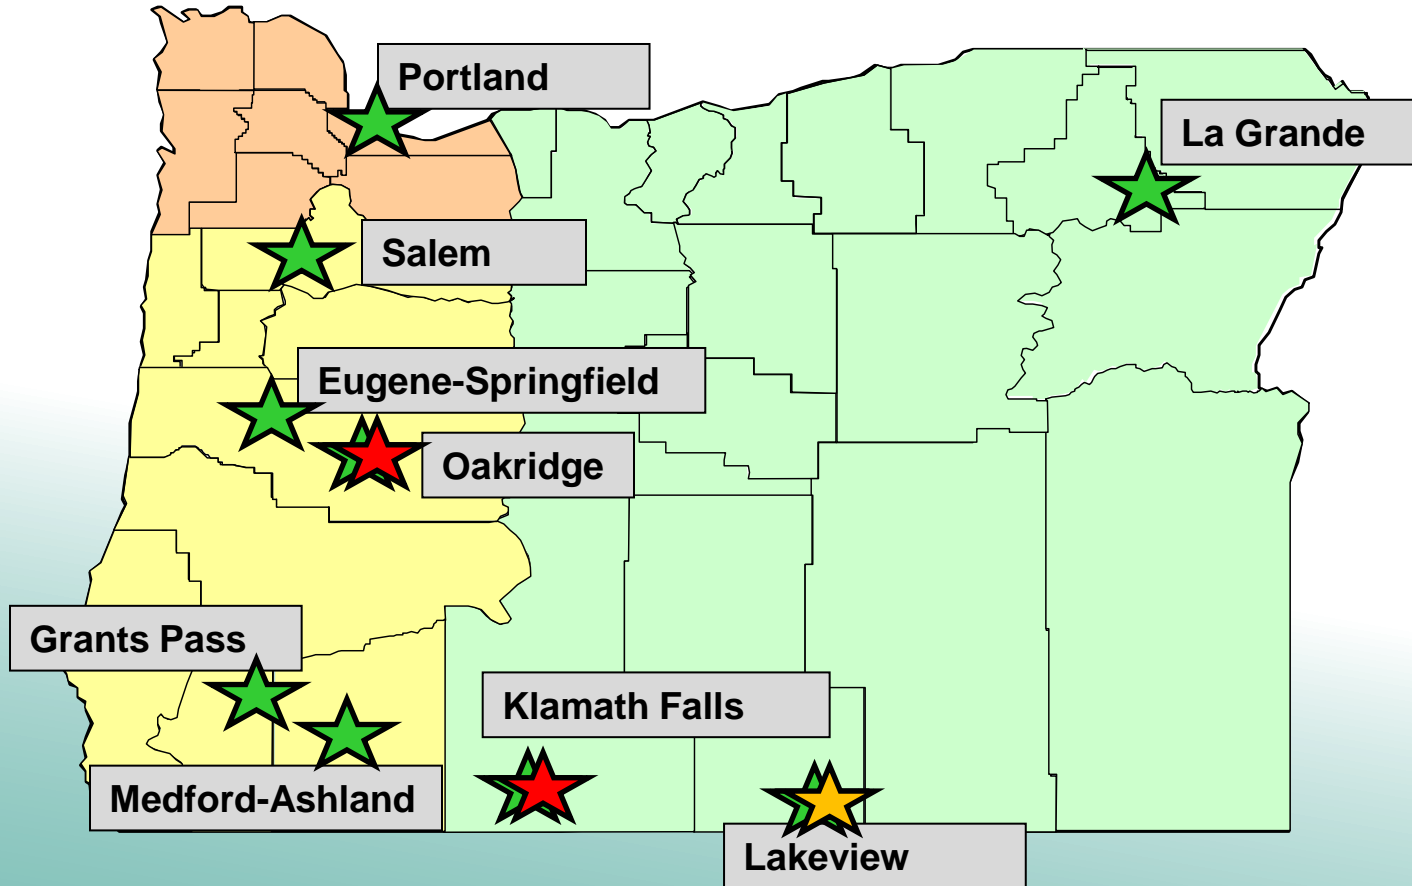 Portland
La Grande
Salem
Eugene-Springfield
Oakridge
Grants Pass
Klamath Falls
Medford-Ashland
Lakeview